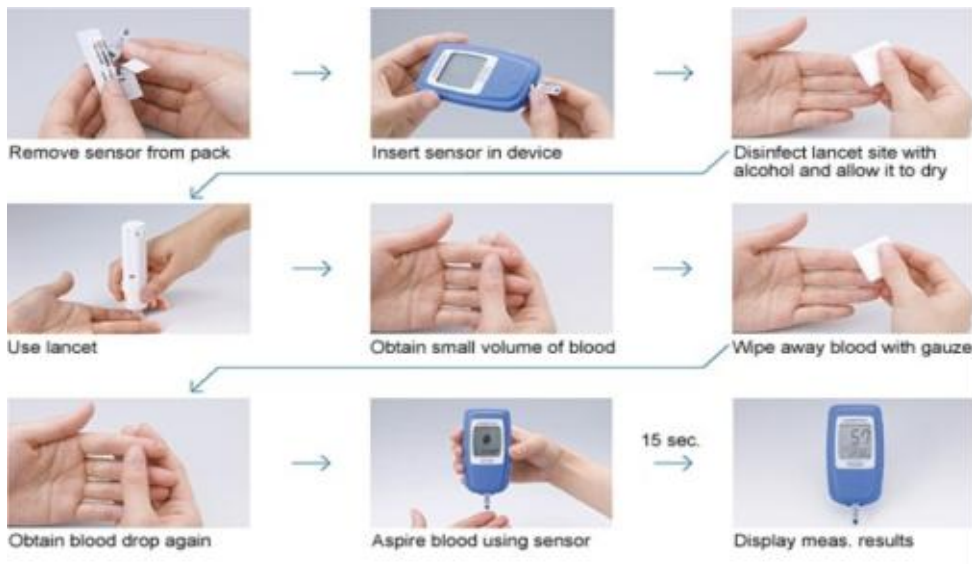 Remove sensor from pack
Insert sensor in device
Disinfect lancet site with
alcohol and allow it to dry
Use lancet
Obtain small volume of blood
Wipe away blood with gauze
Obtain blood drop again
Aspire blood using sensor
15 sec.
57
Display meas. results